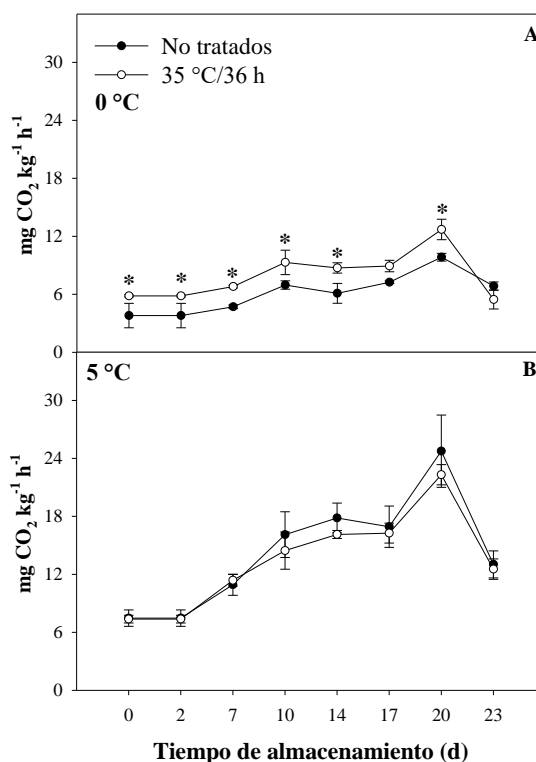 A
No tratados
35 °C/36 h
0 °C
mg CO₂ kg⁻¹ h⁻¹
30
24
18
12
6
0
*
*
*
*
*
*
B
5 °C
mg CO₂ kg⁻¹ h⁻¹
30
24
18
12
6
0
0 2 7 10 14 17 20 23
Tiempo de almacenamiento (d)